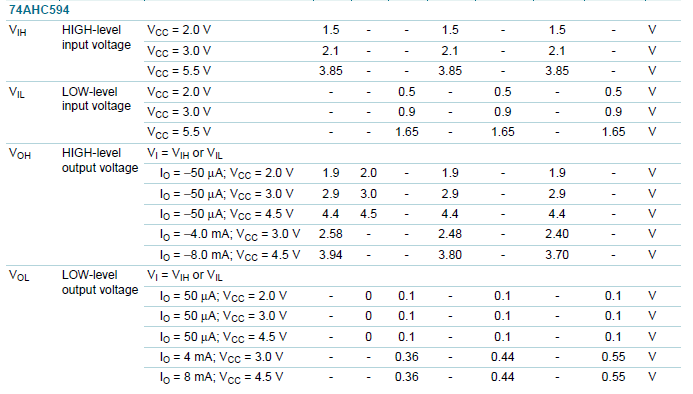 74AHC594
VIH HIGH-level input voltage VCC = 2.0 V 1.5 - - 1.5 - 1.5 - V
VCC = 3.0 V 2.1 - - 2.1 - 2.1 - V
VCC = 5.5 V 3.85 - - 3.85 - 3.85 - V
VIL LOW-level input voltage VCC = 2.0 V - - 0.5 - 0.5 - 0.5 V
VCC = 3.0 V - - 0.9 - 0.9 - 0.9 V
VCC = 5.5 V - - 1.65 - 1.65 - 1.65 V
VOH HIGH-level output voltage VI = VIH or VIL
IO = −50 μA; VCC = 2.0 V 1.9 2.0 - 1.9 - 1.9 - V
IO = −50 μA; VCC = 3.0 V 2.9 3.0 - 2.9 - 2.9 - V
IO = −50 μA; VCC = 4.5 V 4.4 4.5 - 4.4 - 4.4 - V
IO = −4.0 mA; VCC = 3.0 V 2.58 - - 2.48 - 2.40 - V
IO = −8.0 mA; VCC = 4.5 V 3.94 - - 3.80 - 3.70 - V
VOL LOW-level output voltage VI = VIH or VIL
IO = 50 μA; VCC = 2.0 V - 0 0.1 - 0.1 - 0.1 V
IO = 50 μA; VCC = 3.0 V - 0 0.1 - 0.1 - 0.1 V
IO = 50 μA; VCC = 4.5 V - 0 0.1 - 0.1 - 0.1 V
IO = 4 mA; VCC = 3.0 V - - 0.36 - 0.44 - 0.55 V
IO = 8 mA; VCC = 4.5 V - - 0.36 - 0.44 - 0.55 V